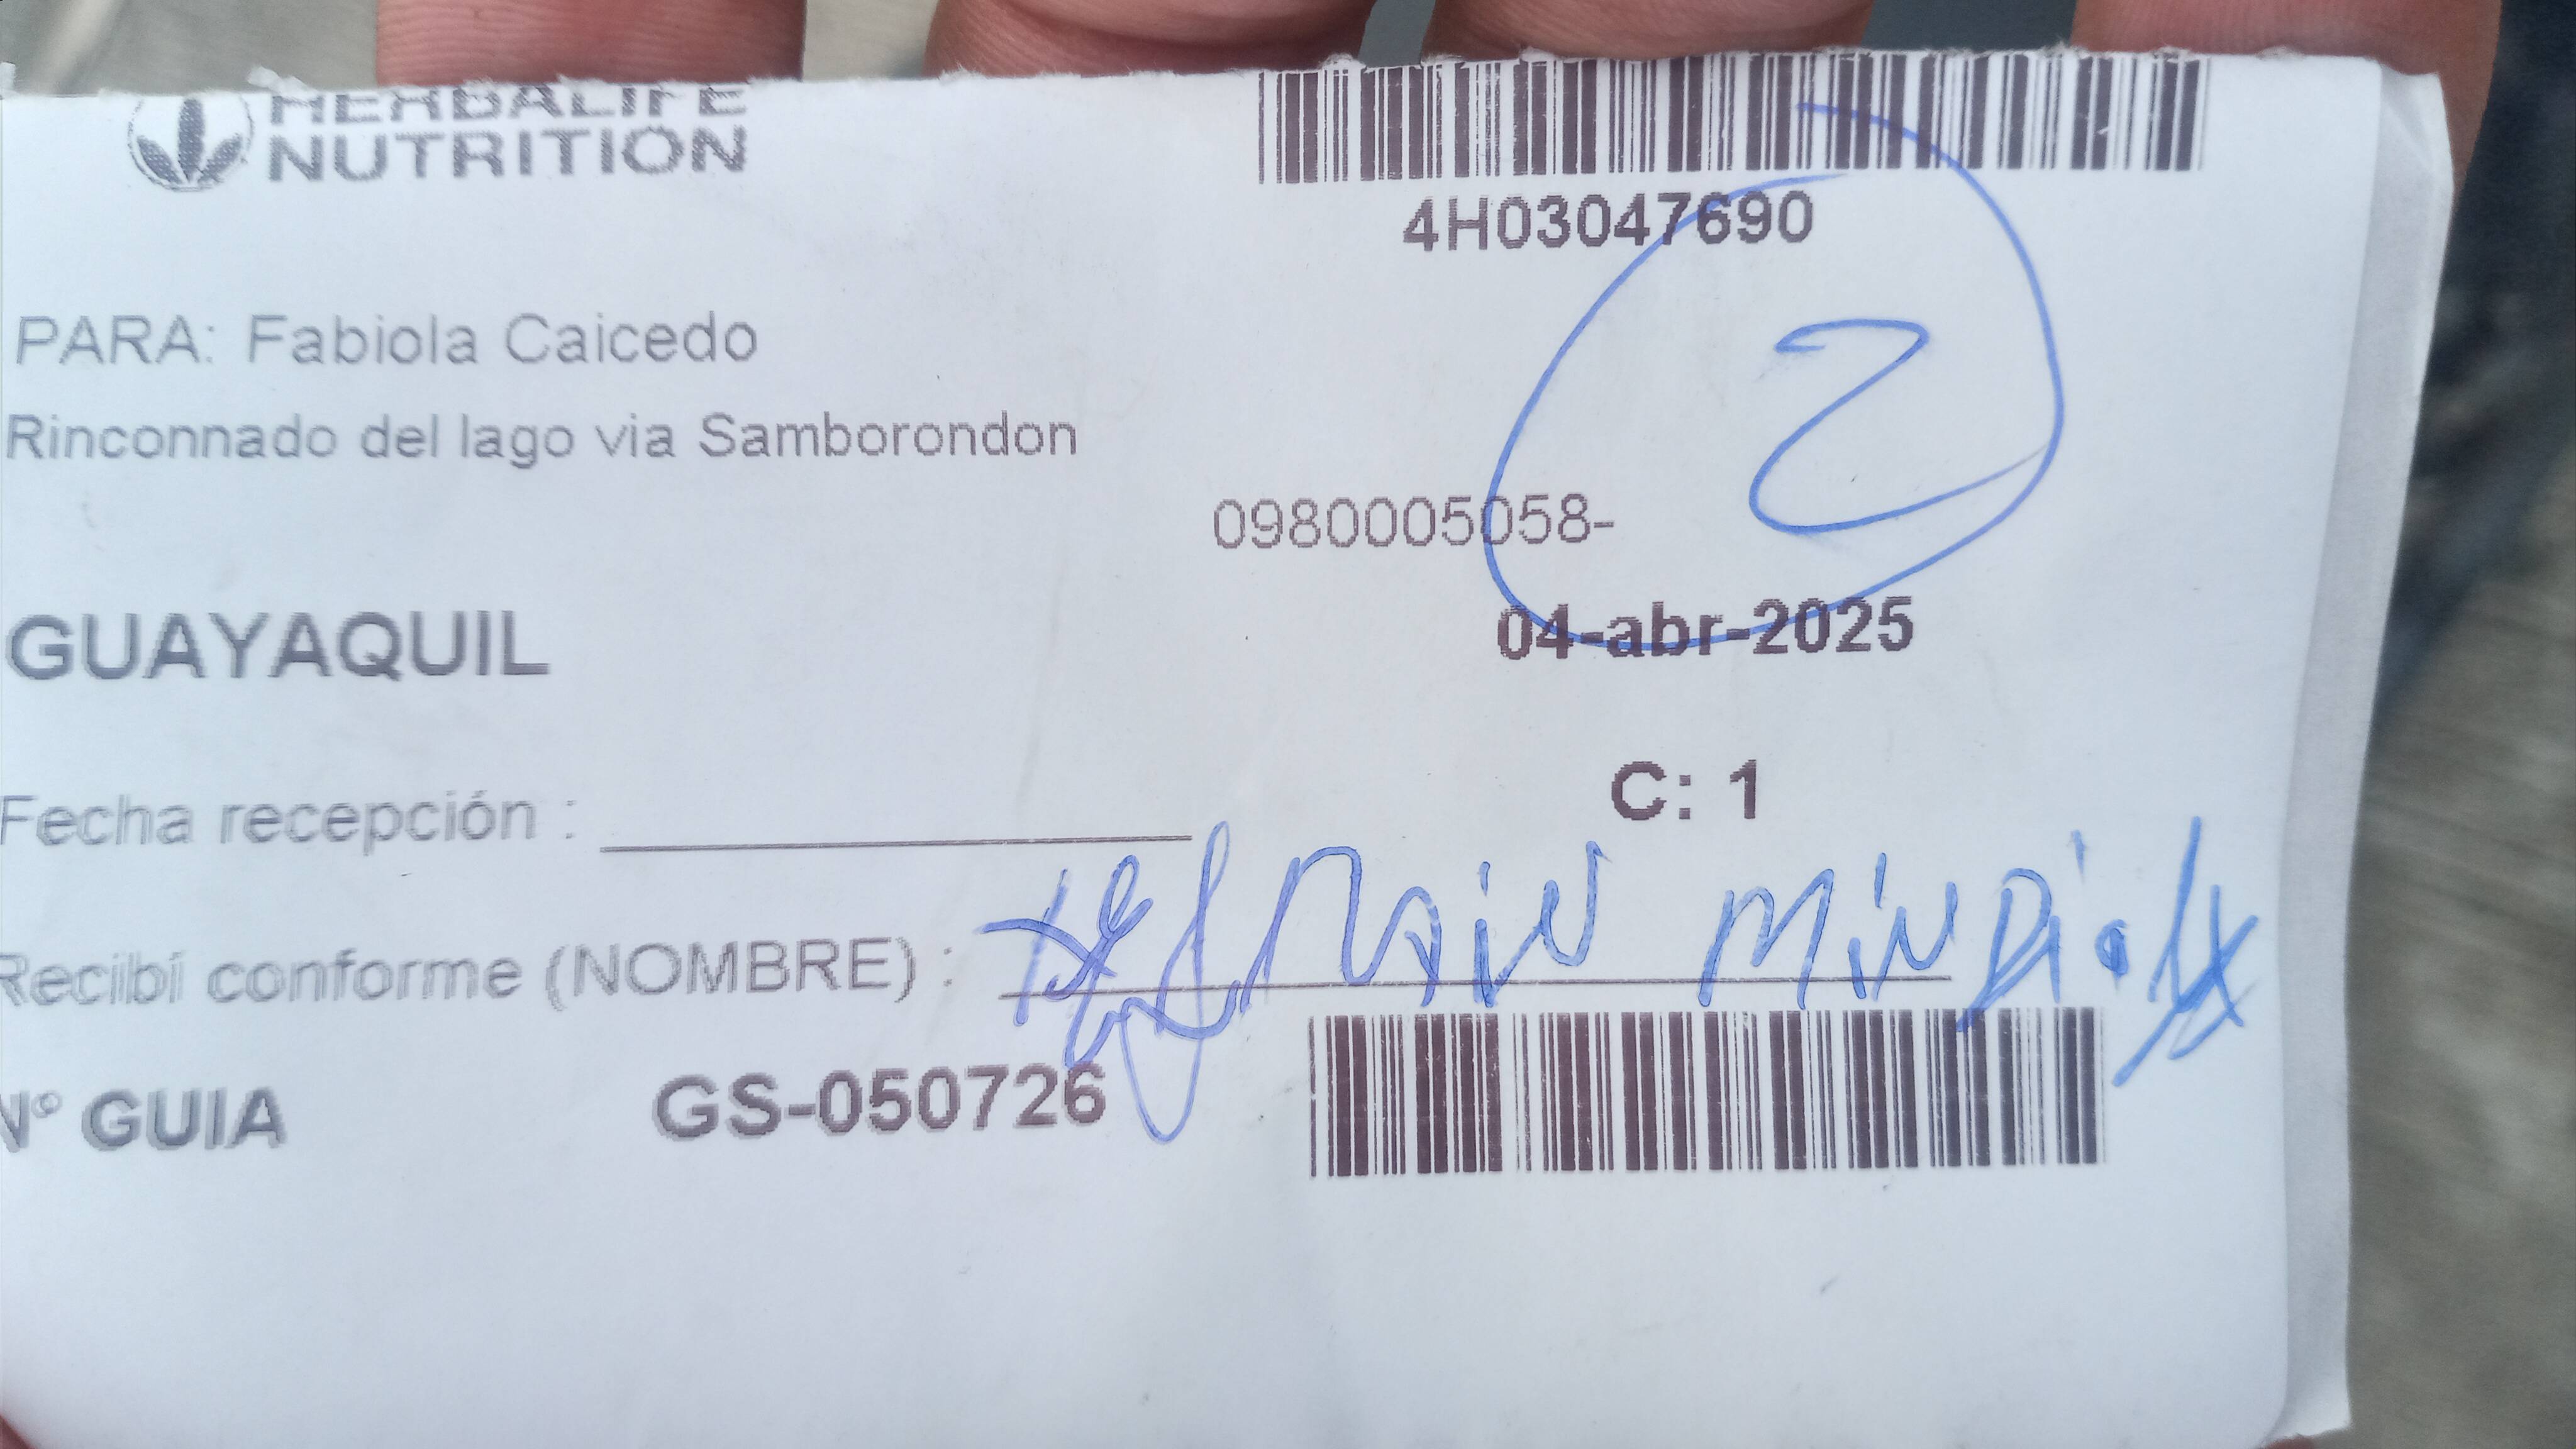 HERBALIFE
NUTRITION
4H03047690
PARA: Fabiola Caicedo
Rinconnado del lago via Samborondon
0980005058-
2
GUAYAQUIL
04-abr-2025
C: 1
Fecha recepción :
Recibí conforme (NOMBRE) :
N° GUIA GS-050726